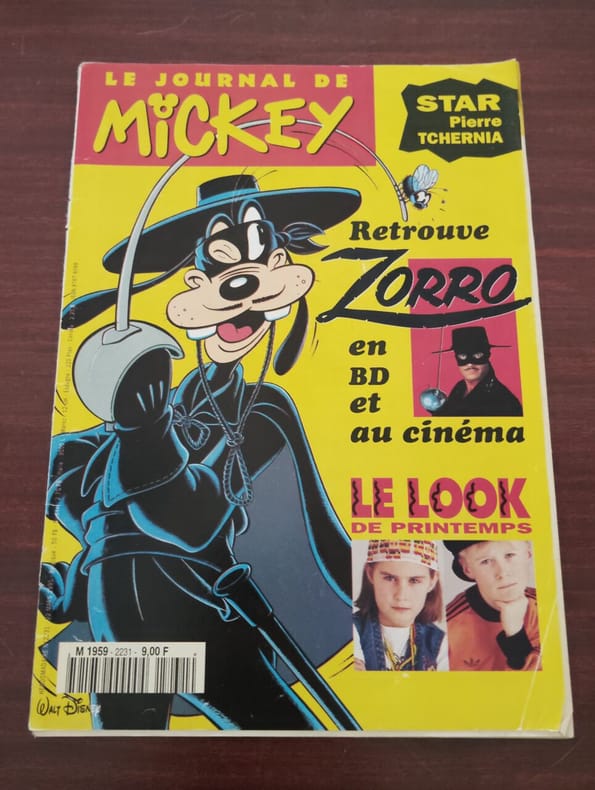 LE JOURNAL DE
MICKEY
STAR
Pierre
TCHERNIA
Retrouve
ZORRO
en
BD
et
au cinéma
LE LOOK
DE PRINTEMPS
M 1959 - 2231 - 9,00 F
WALT DISNEY